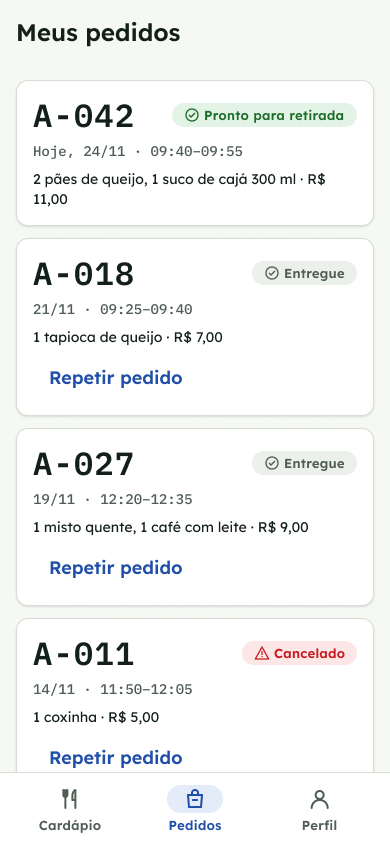 Meus pedidos
A-042
Pronto para retirada
Hoje, 24/11 · 09:40–09:55
2 pães de queijo, 1 suco de cajá 300 ml · R$
11,00
A-018
Entregue
21/11 · 09:25–09:40
1 tapioca de queijo · R$ 7,00
Repetir pedido
A-027
Entregue
19/11 · 12:20–12:35
1 misto quente, 1 café com leite · R$ 9,00
Repetir pedido
A-011
Cancelado
14/11 · 11:50–12:05
1 coxinha · R$ 5,00
Repetir pedido
Cardápio
Pedidos
Perfil